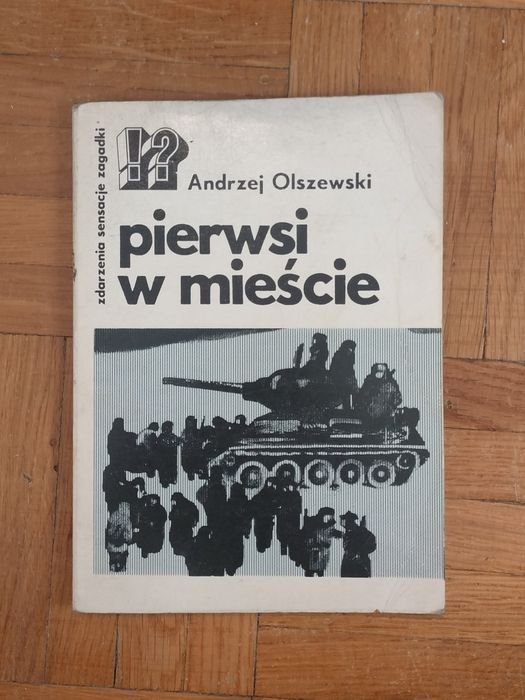 zdarzenia sensacje zagadki
!?
Andrzej Olszewski
pierwsi
w mieście